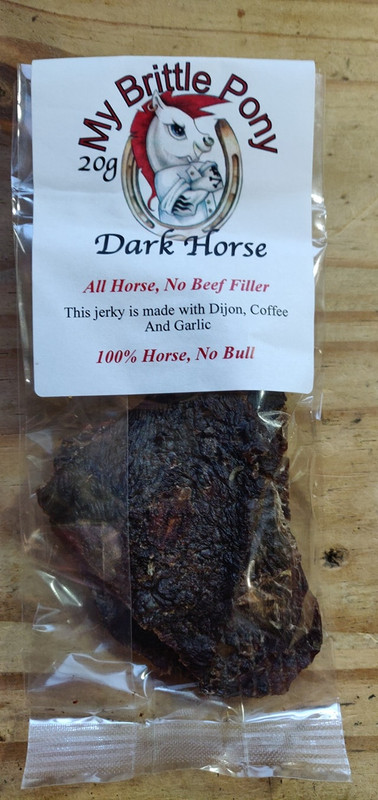 My Brittle Pony
20g
Dark Horse
All Horse, No Beef Filler
This jerky is made with Dijon, Coffee
And Garlic
100% Horse, No Bull